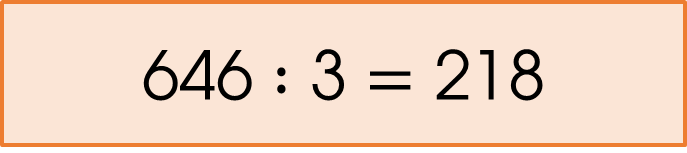 646 : 3 = 218